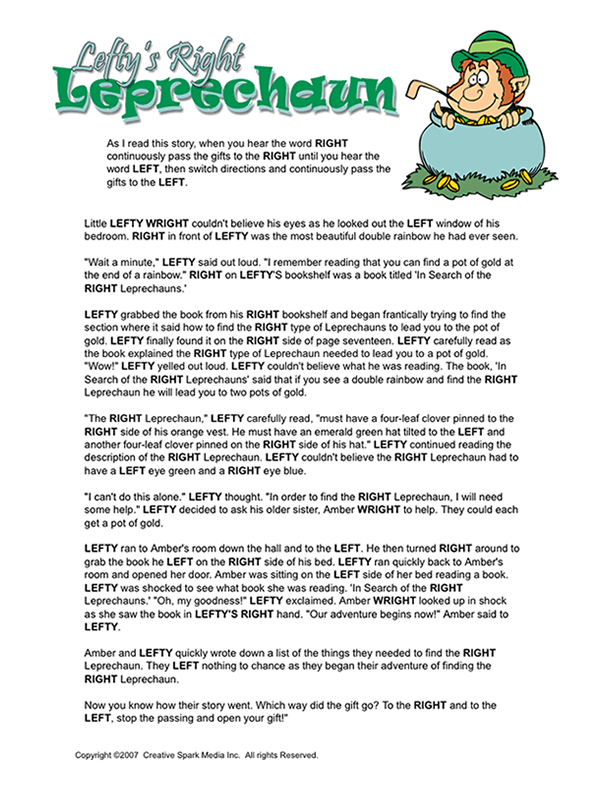 Lefty's Right
Leprechaun
As I read this story, when you hear the word RIGHT
continuously pass the gifts to the RIGHT until you hear the
word LEFT, then switch directions and continuously pass the
gifts to the LEFT.
Little LEFTY WRIGHT couldn't believe his eyes as he looked out the LEFT window of his
bedroom. RIGHT in front of LEFTY was the most beautiful double rainbow he had ever seen.
"Wait a minute," LEFTY said out loud. "I remember reading that you can find a pot of gold at
the end of a rainbow." RIGHT on LEFTY'S bookshelf was a book titled 'In Search of the
RIGHT Leprechauns.'
LEFTY grabbed the book from his RIGHT bookshelf and began frantically trying to find the
section where it said how to find the RIGHT type of Leprechauns to lead you to the pot of
gold. LEFTY finally found it on the RIGHT side of page seventeen. LEFTY carefully read as
the book explained the RIGHT type of Leprechaun needed to lead you to a pot of gold.
"Wow!" LEFTY yelled out loud. LEFTY couldn't believe what he was reading. The book, 'In
Search of the RIGHT Leprechauns' said that if you see a double rainbow and find the RIGHT
Leprechaun he will lead you to two pots of gold.
"The RIGHT Leprechaun," LEFTY carefully read, "must have a four-leaf clover pinned to the
RIGHT side of his orange vest. He must have an emerald green hat tilted to the LEFT and
another four-leaf clover pinned on the RIGHT side of his hat." LEFTY continued reading the
description of the RIGHT Leprechaun. LEFTY couldn't believe the RIGHT Leprechaun had to
have a LEFT eye green and a RIGHT eye blue.
"I can't do this alone." LEFTY thought. "In order to find the RIGHT Leprechaun, I will need
some help." LEFTY decided to ask his older sister, Amber WRIGHT to help. They could each
get a pot of gold.
LEFTY ran to Amber's room down the hall and to the LEFT. He then turned RIGHT around to
grab the book he LEFT on the RIGHT side of his bed. LEFTY ran quickly back to Amber's
room and opened her door. Amber was sitting on the LEFT side of her bed reading a book.
LEFTY was shocked to see what book she was reading. 'In Search of the RIGHT
Leprechauns.' "Oh, my goodness!" LEFTY exclaimed. Amber WRIGHT looked up in shock
as she saw the book in LEFTY'S RIGHT hand. "Our adventure begins now!" Amber said to
LEFTY.
Amber and LEFTY quickly wrote down a list of the things they needed to find the RIGHT
Leprechaun. They LEFT nothing to chance as they began their adventure of finding the
RIGHT Leprechaun.
Now you know how their story went. Which way did the gift go? To the RIGHT and to the
LEFT, stop the passing and open your gift!"
Copyright ©2007 Creative Spark Media Inc. All rights Reserved.